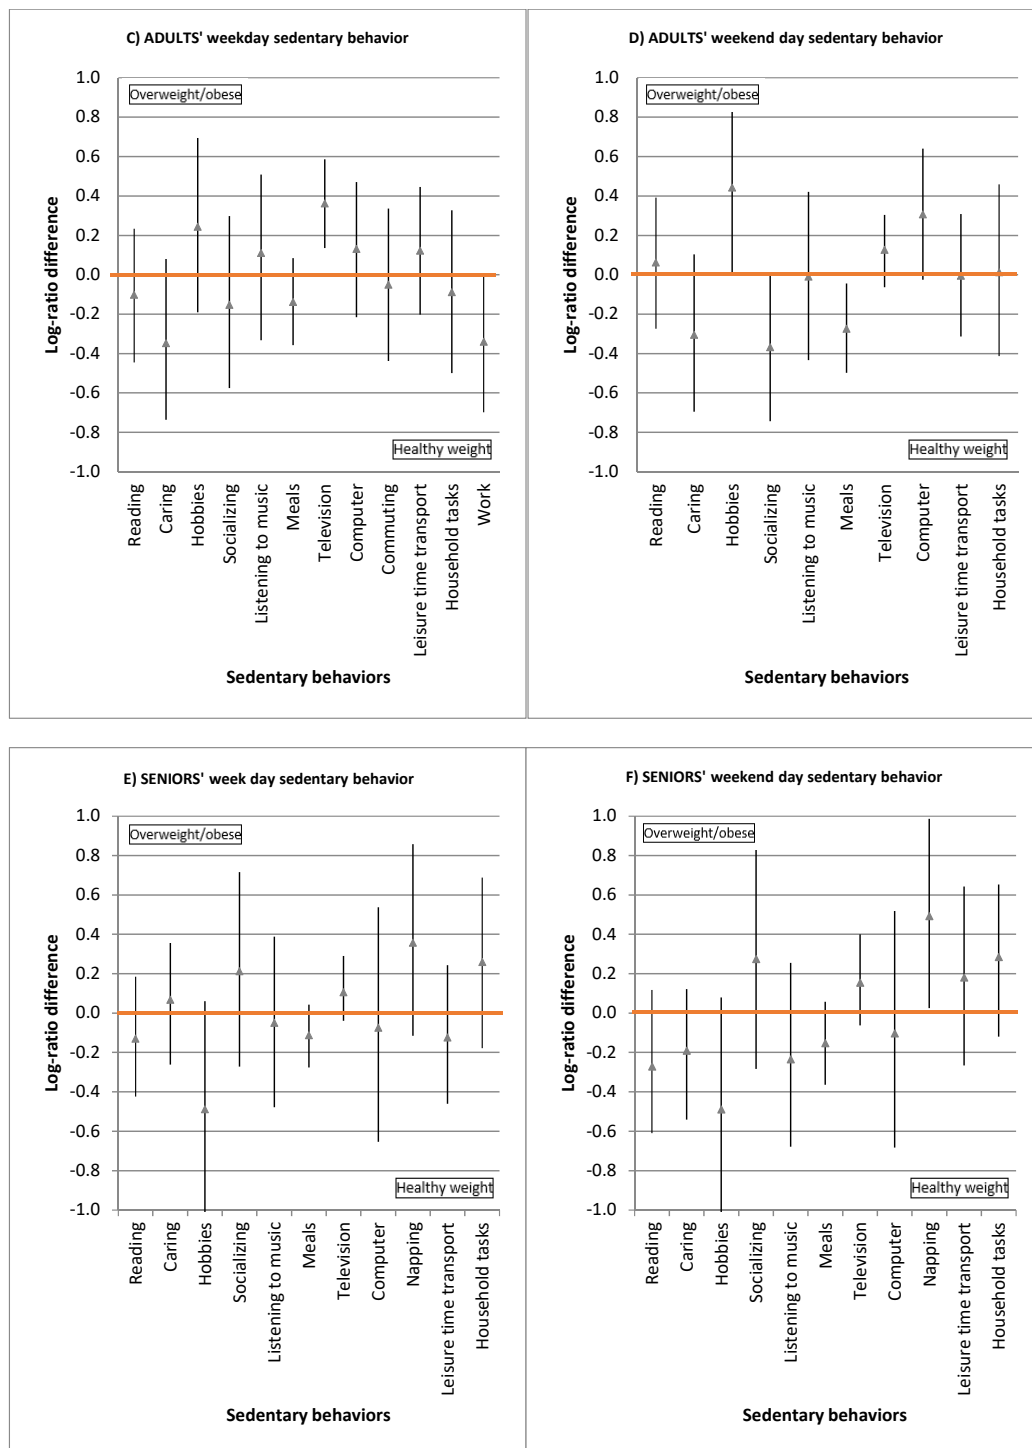 C) ADULTS' weekday sedentary behavior
Overweight/obese
1.0
0.8
0.6
0.4
0.2
0.0
-0.2
-0.4
-0.6
-0.8
-1.0
Log-ratio difference
Healthy weight
Reading
Caring
Hobbies
Socializing
Listening to music
Meals
Television
Computer
Commuting
Leisure time transport
Household tasks
Work
Sedentary behaviors
D) ADULTS' weekend day sedentary behavior
Overweight/obese
1.0
0.8
0.6
0.4
0.2
0.0
-0.2
-0.4
-0.6
-0.8
-1.0
Log-ratio difference
Healthy weight
Reading
Caring
Hobbies
Socializing
Listening to music
Meals
Television
Computer
Leisure time transport
Household tasks
Sedentary behaviors
E) SENIORS' week day sedentary behavior
Overweight/obese
1.0
0.8
0.6
0.4
0.2
0.0
-0.2
-0.4
-0.6
-0.8
-1.0
Log-ratio difference
Healthy weight
Reading
Caring
Hobbies
Socializing
Listening to music
Meals
Television
Computer
Napping
Leisure time transport
Household tasks
Sedentary behaviors
F) SENIORS' weekend day sedentary behavior
Overweight/obese
1.0
0.8
0.6
0.4
0.2
0.0
-0.2
-0.4
-0.6
-0.8
-1.0
Log-ratio difference
Healthy weight
Reading
Caring
Hobbies
Socializing
Listening to music
Meals
Television
Computer
Napping
Leisure time transport
Household tasks
Sedentary behaviors